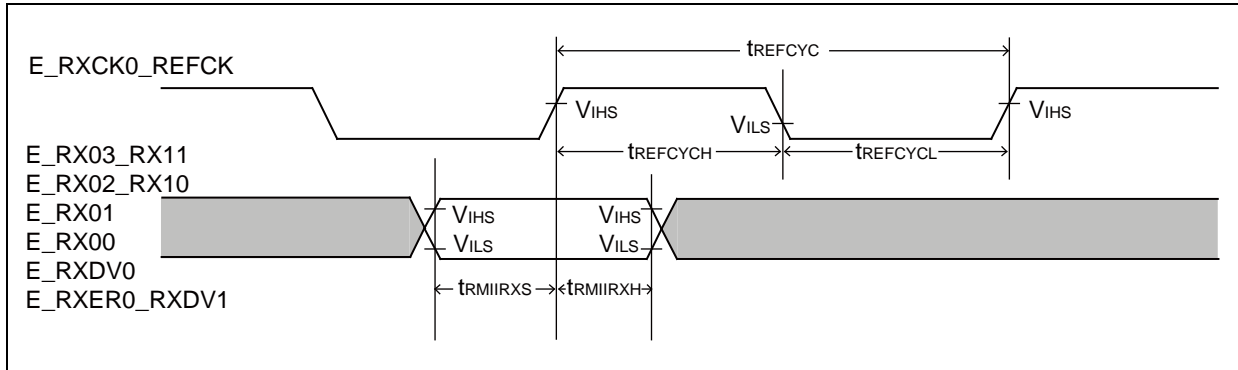 tREFCYC
E_RXCK0_REFCK
VIHS
VILS
VIHS
tREFCYCH
tREFCYCL
E_RX03_RX11
E_RX02_RX10
E_RX01
E_RX00
E_RXDV0
E_RXER0_RXDV1
VIHS
VIHS
VILS
VILS
tRMIIRXS
tRMIIRXH